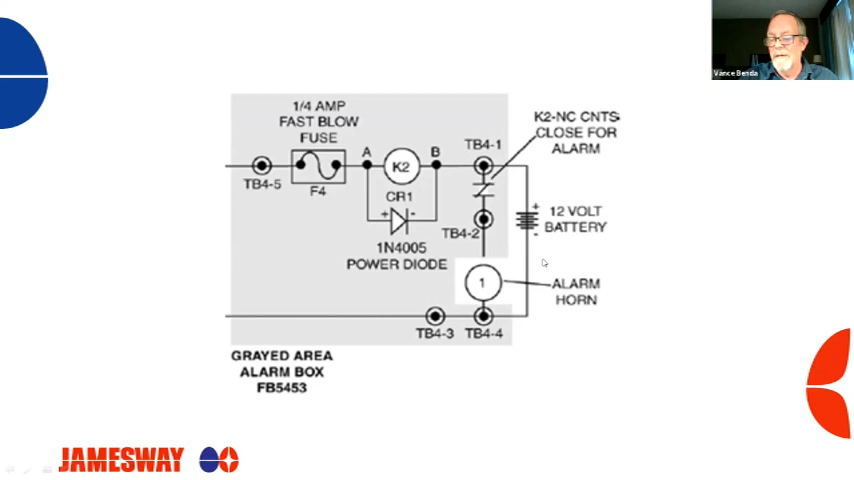 Vance Benda
1/4 AMP
FAST BLOW
FUSE
K2-NC CNTS
CLOSE FOR
ALARM
TB4-1
A
B
K2
TB4-5
F4
CR1
+
-
1N4005
POWER DIODE
TB4-2
+
-
12 VOLT
BATTERY
1
ALARM
HORN
TB4-3
TB4-4
GRAYED AREA
ALARM BOX
FB5453
JAMESWAY